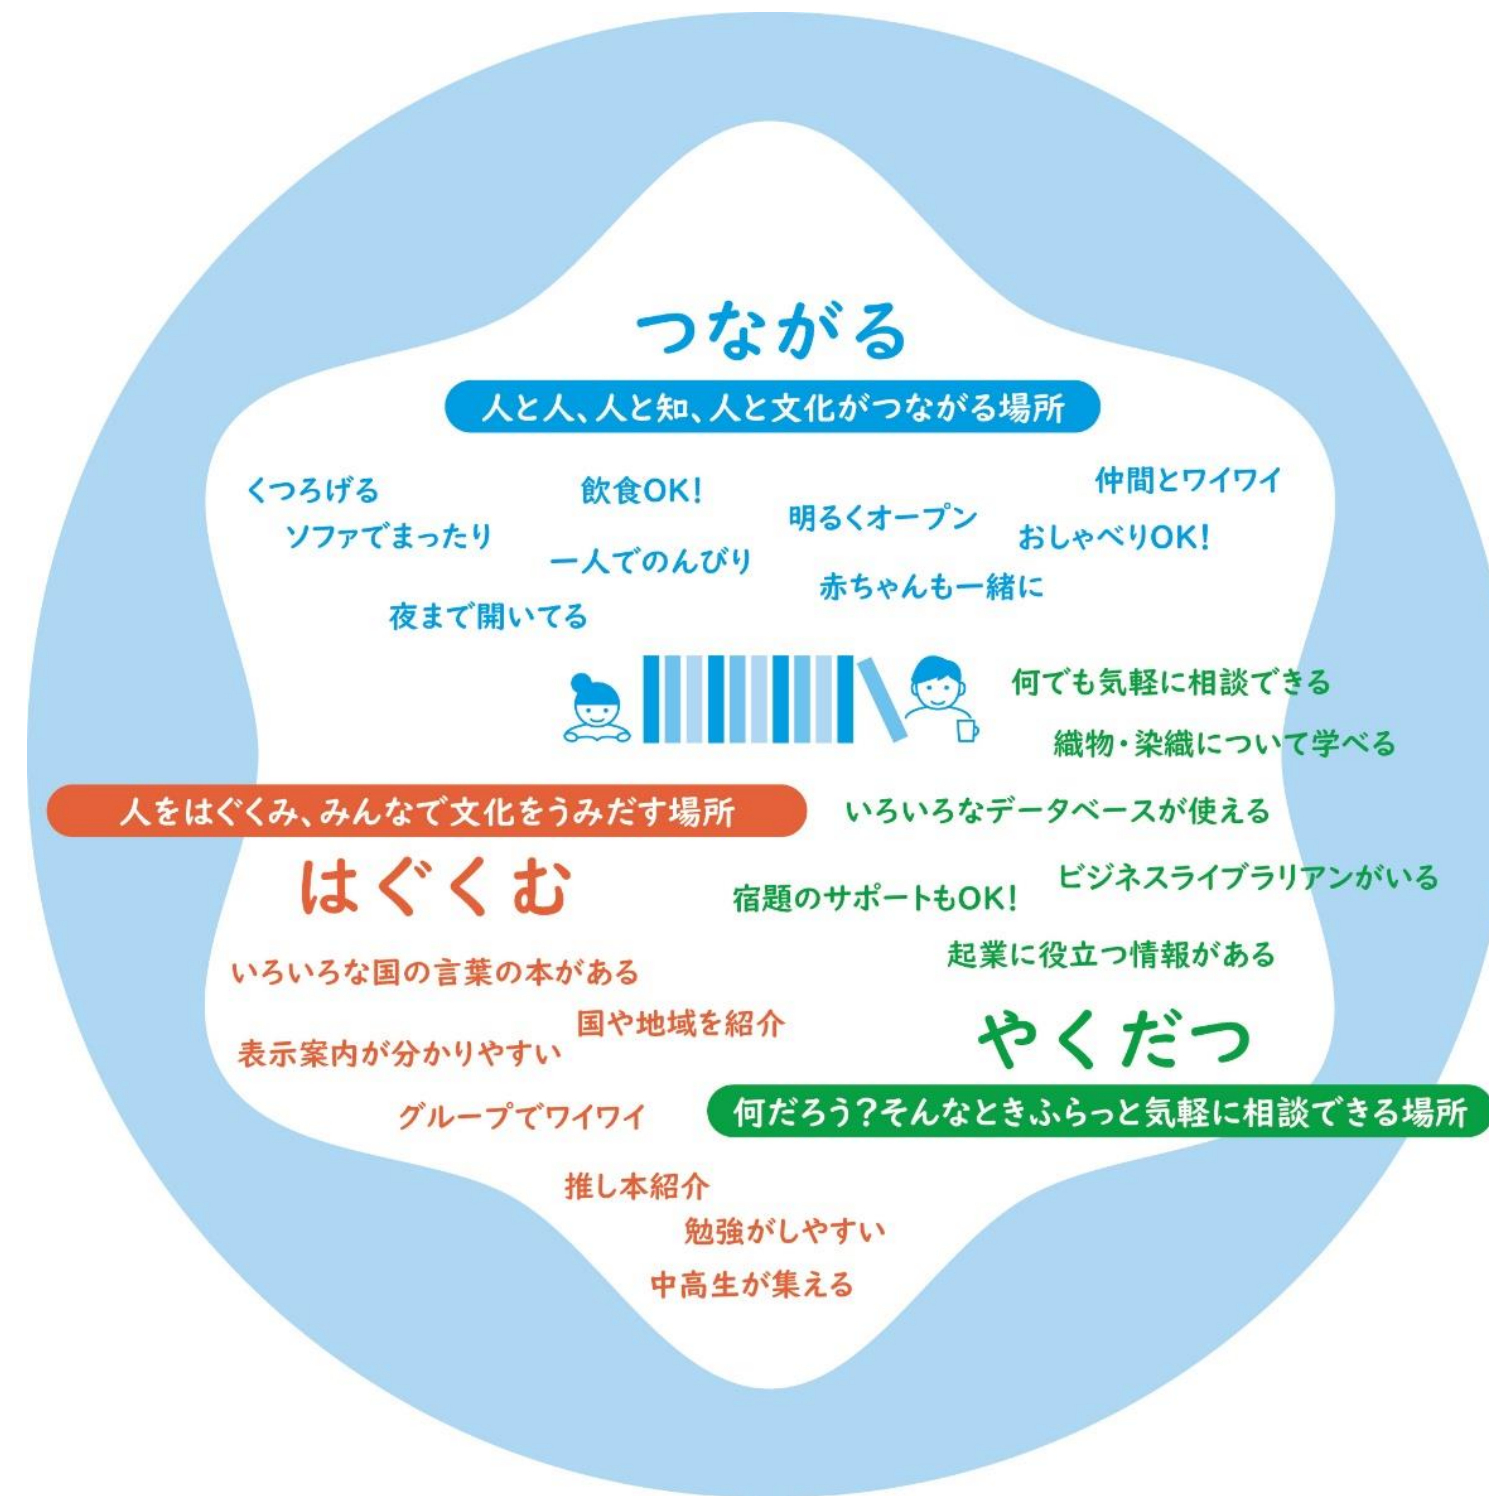 つながる
人と人、人と知、人と文化がつながる場所
くつろげる
ソファでまったり
飲食OK!
一人でのんびり
夜まで開いてる
明るくオープン
赤ちゃんも一緒に
仲間とワイワイ
おしゃべりOK!
人をはぐくみ、みんなで文化をうみだす場所
はぐくむ
いろいろな国の言葉の本がある
国や地域を紹介
表示案内が分かりやすい
グループでワイワイ
推し本紹介
勉強がしやすい
中高生が集える
何でも気軽に相談できる
織物・染織について学べる
いろいろなデータベースが使える
ビジネスライブラリアンがいる
宿題のサポートもOK!
起業に役立つ情報がある
やくだつ
何だろう?そんなときふらっと気軽に相談できる場所